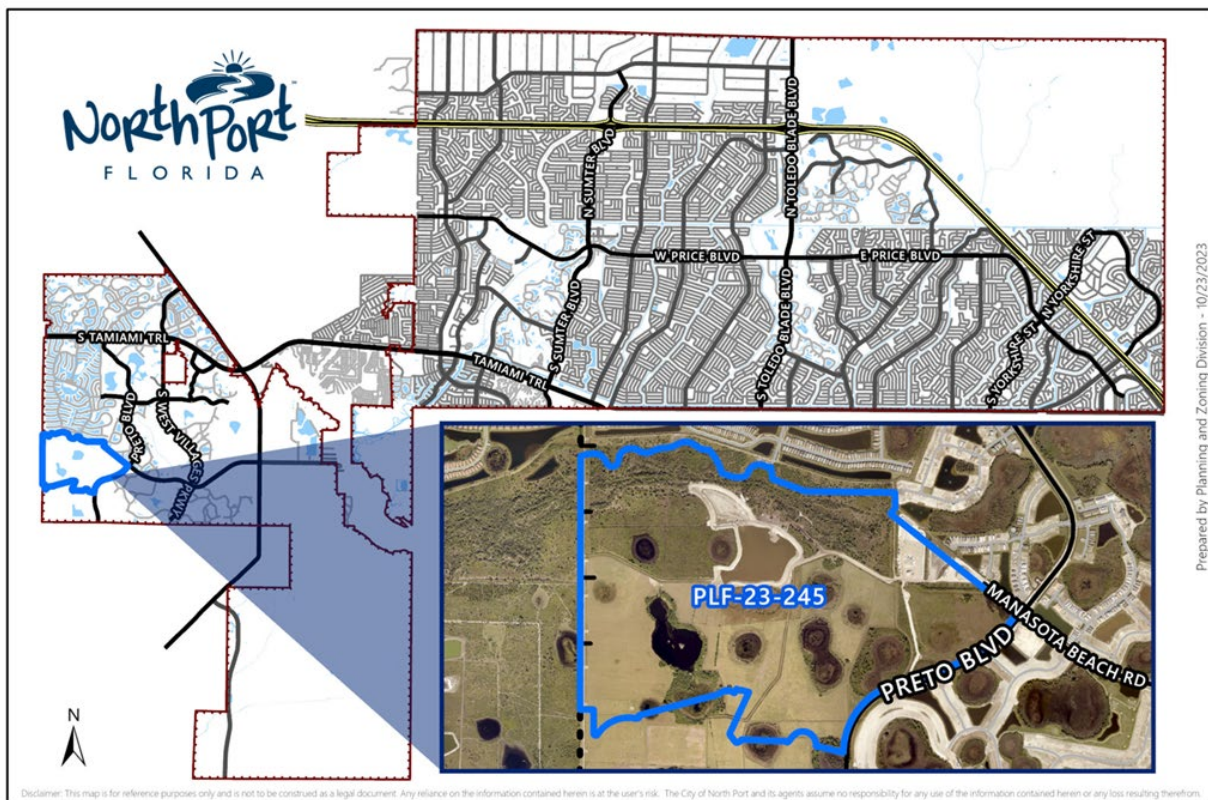 NORTH PORT
FLORIDA
N SUMTER BLVD
N TOLEDO BLADE BLVD
W PRICE BLVD
E PRICE BLVD
N YORKSHIRE ST
S SUMTER BLVD
S TOLEDO BLADE BLVD
S YORKSHIRE ST
S TAMIAMI TRL
TAMIAMI TRL
PRETO BLVD
S WEST VILLAGES PKWY
PLF-23-245
MANASOTA BEACH RD
PRETO BLVD
N
Prepared by Planning and Zoning Division - 10/23/2023
Disclaimer: This map is for reference purposes only and is not to be construed as a legal document. Any reliance on the information contained herein is at the user's risk. The City of North Port and its agents assume no responsibility for any use of the information contained herein or any loss resulting therefrom.